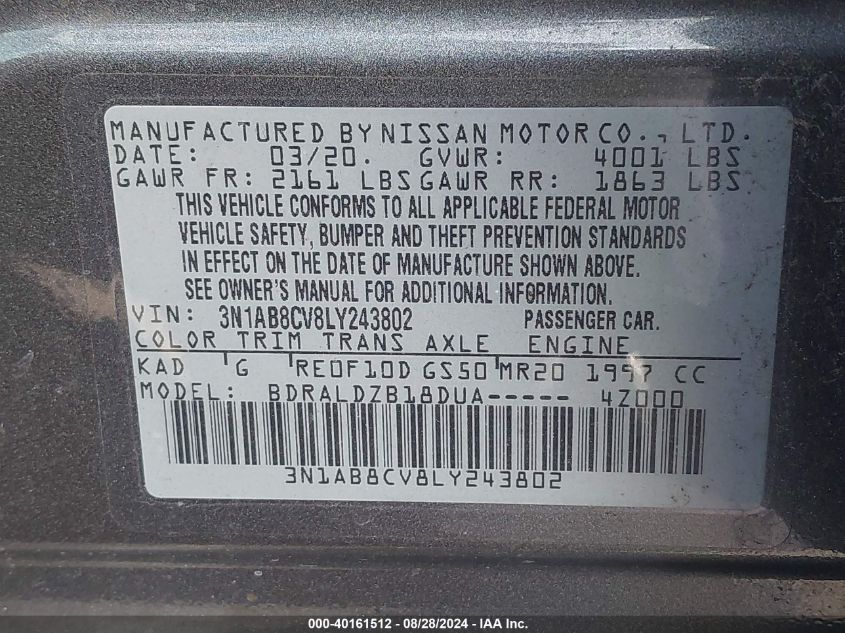 MANUFACTURED BY NISSAN MOTOR CO., LTD.
DATE: 03/20. GVWR: 4001 LBS
GAWR FR: 2161 LBS GAWR RR: 1863 LBS
THIS VEHICLE CONFORMS TO ALL APPLICABLE FEDERAL MOTOR
VEHICLE SAFETY, BUMPER AND THEFT PREVENTION STANDARDS
IN EFFECT ON THE DATE OF MANUFACTURE SHOWN ABOVE.
SEE OWNER'S MANUAL FOR ADDITIONAL INFORMATION.
VIN: 3N1AB8CV8LY243802 PASSENGER CAR.
COLOR TRIM TRANS AXLE ENGINE
KAD G RE0F10D GS50 MR20 1997 CC
MODEL: BDRALDZB18DUA----- 4Z000
3N1AB8CV8LY243802
000-40161512 - 08/28/2024 - © IAA, Inc.